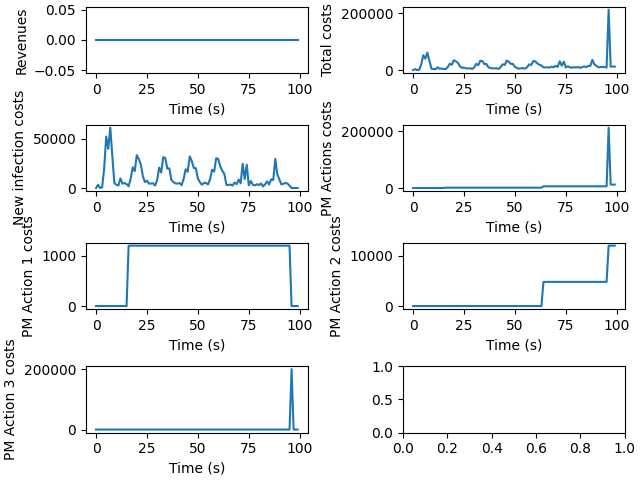 Revenues
0.05
0.00
−0.05
0 25 50 75 100
Time (s)
Total costs
200000
0
0 25 50 75 100
Time (s)
New infection costs
50000
0
0 25 50 75 100
Time (s)
PM Actions costs
200000
0
0 25 50 75 100
Time (s)
PM Action 1 costs
1000
0
0 25 50 75 100
Time (s)
PM Action 2 costs
10000
0
0 25 50 75 100
Time (s)
PM Action 3 costs
200000
0
0 25 50 75 100
Time (s)
1.0
0.5
0.0
0.0 0.2 0.4 0.6 0.8 1.0